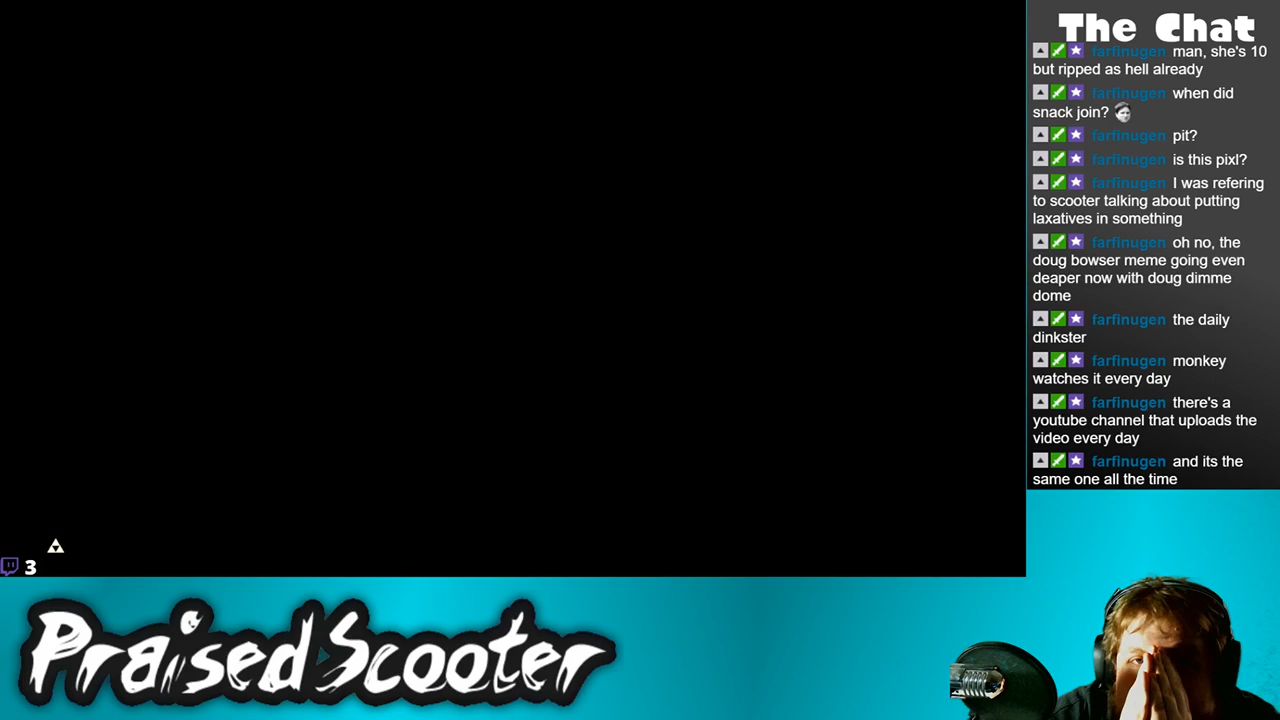 The Chat
farfinugen man, she's 10
but ripped as hell already
farfinugen when did
snack join?
farfinugen pit?
farfinugen is this pixl?
farfinugen I was refering
to scooter talking about putting
laxatives in something
farfinugen oh no, the
doug bowser meme going even
deaper now with doug dimme
dome
farfinugen the daily
dinkster
farfinugen monkey
watches it every day
farfinugen there's a
youtube channel that uploads the
video every day
farfinugen and its the
same one all the time
3
PraisedScooter